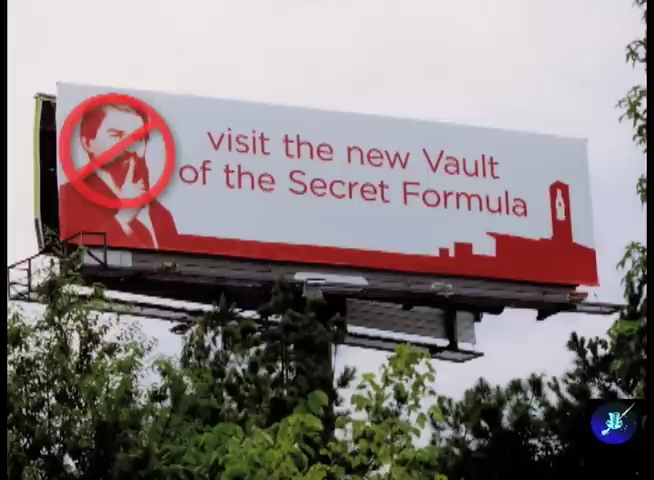 visit the new Vault
of the Secret Formula